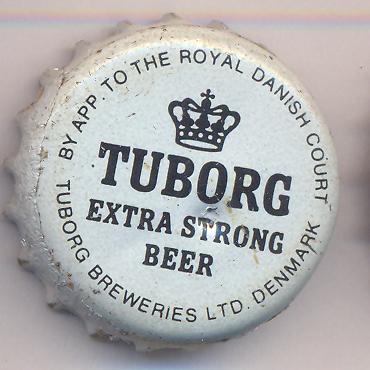 BY APP. TO THE ROYAL DANISH COURT
TUBORG
EXTRA STRONG
BEER
TUBORG BREWERIES LTD. DENMARK